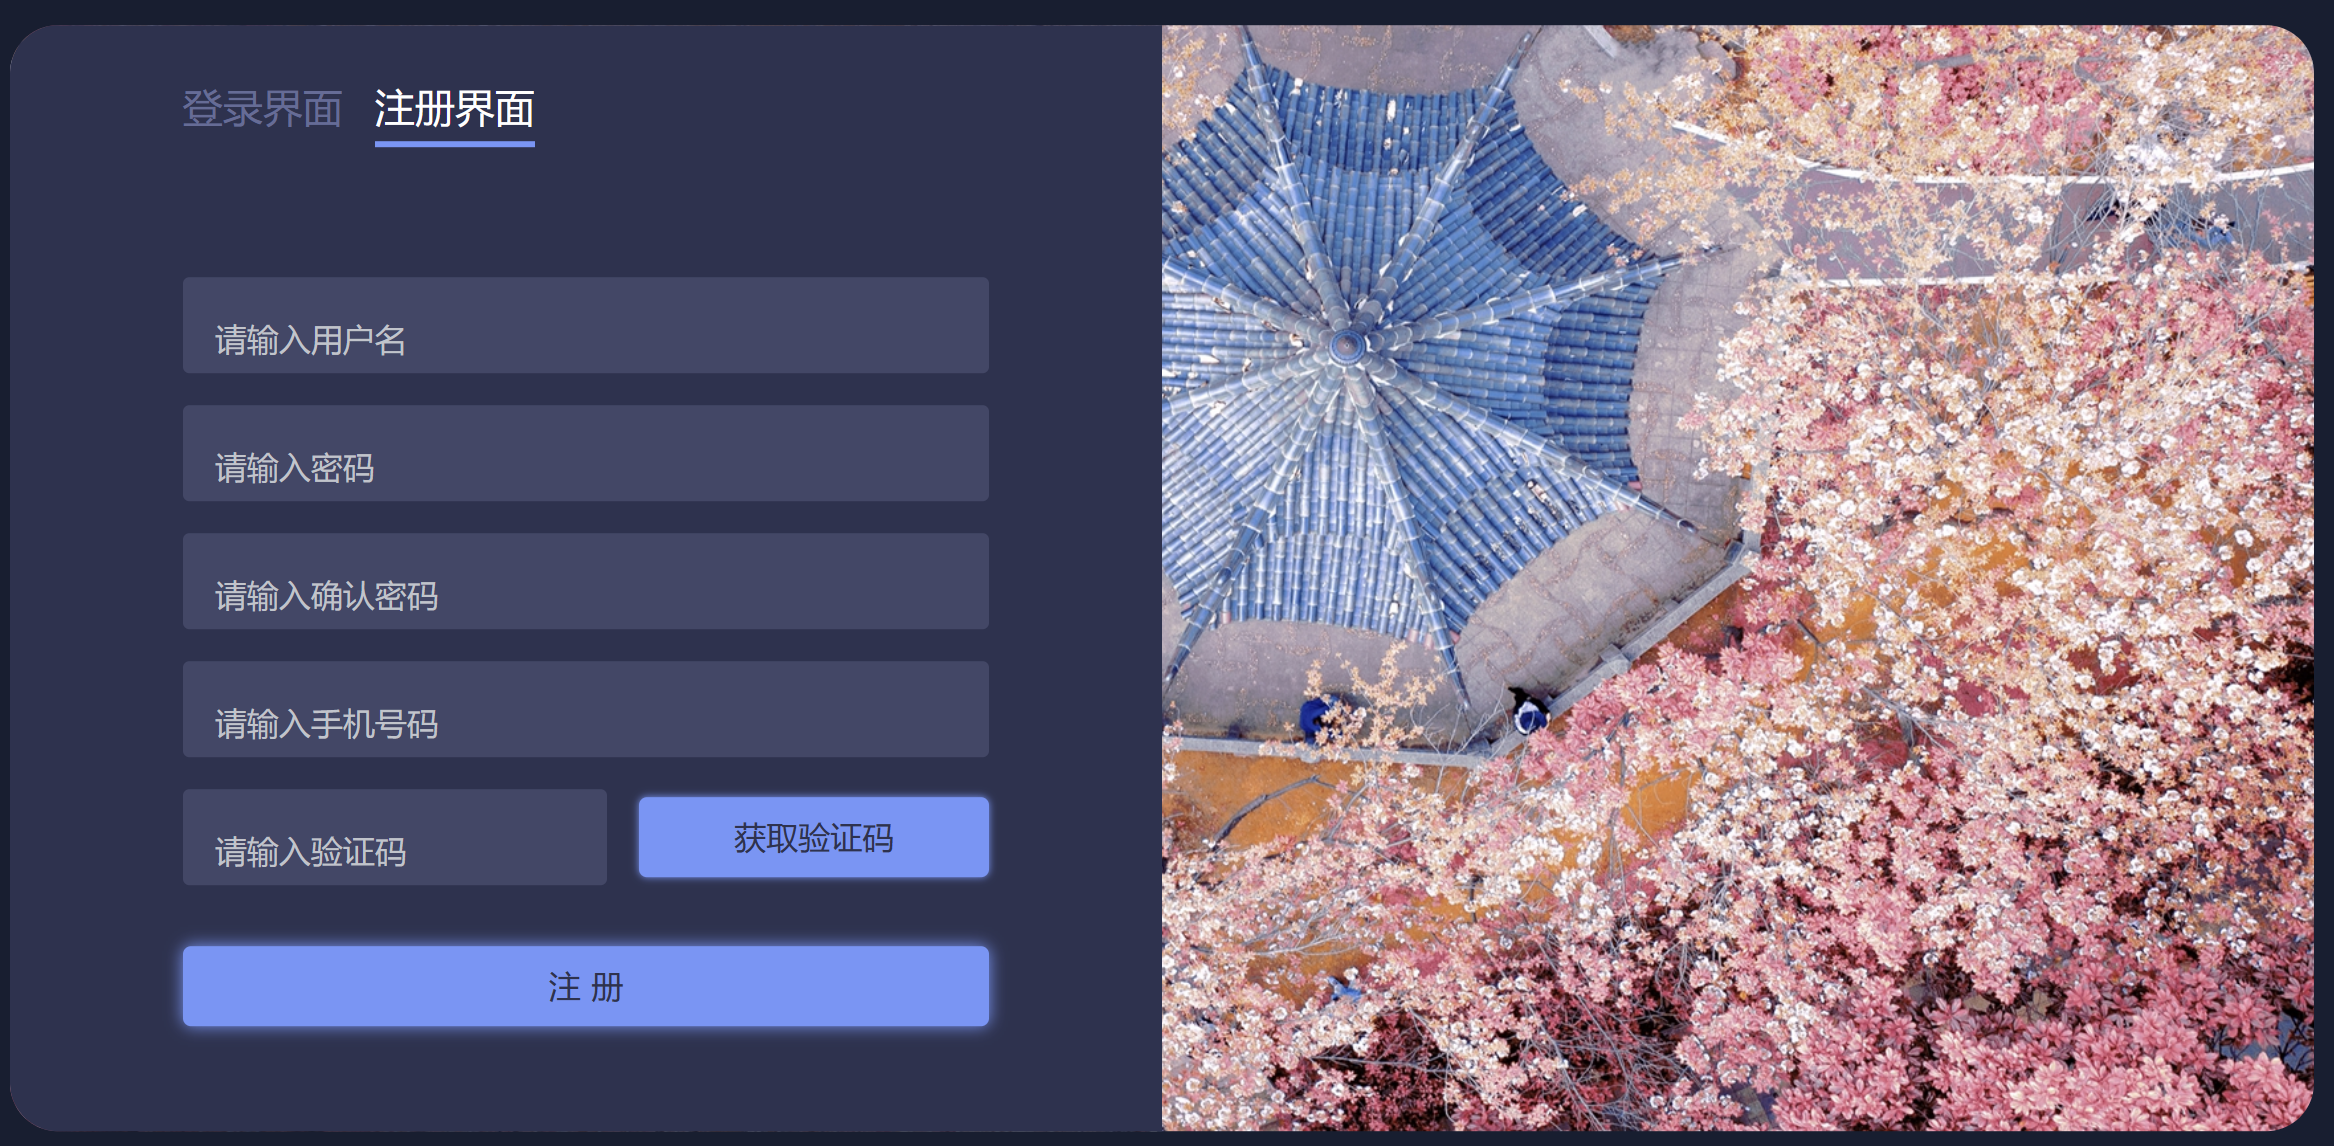 登录界面 注册界面
请输入用户名
请输入密码
请输入确认密码
请输入手机号码
请输入验证码 获取验证码
注 册